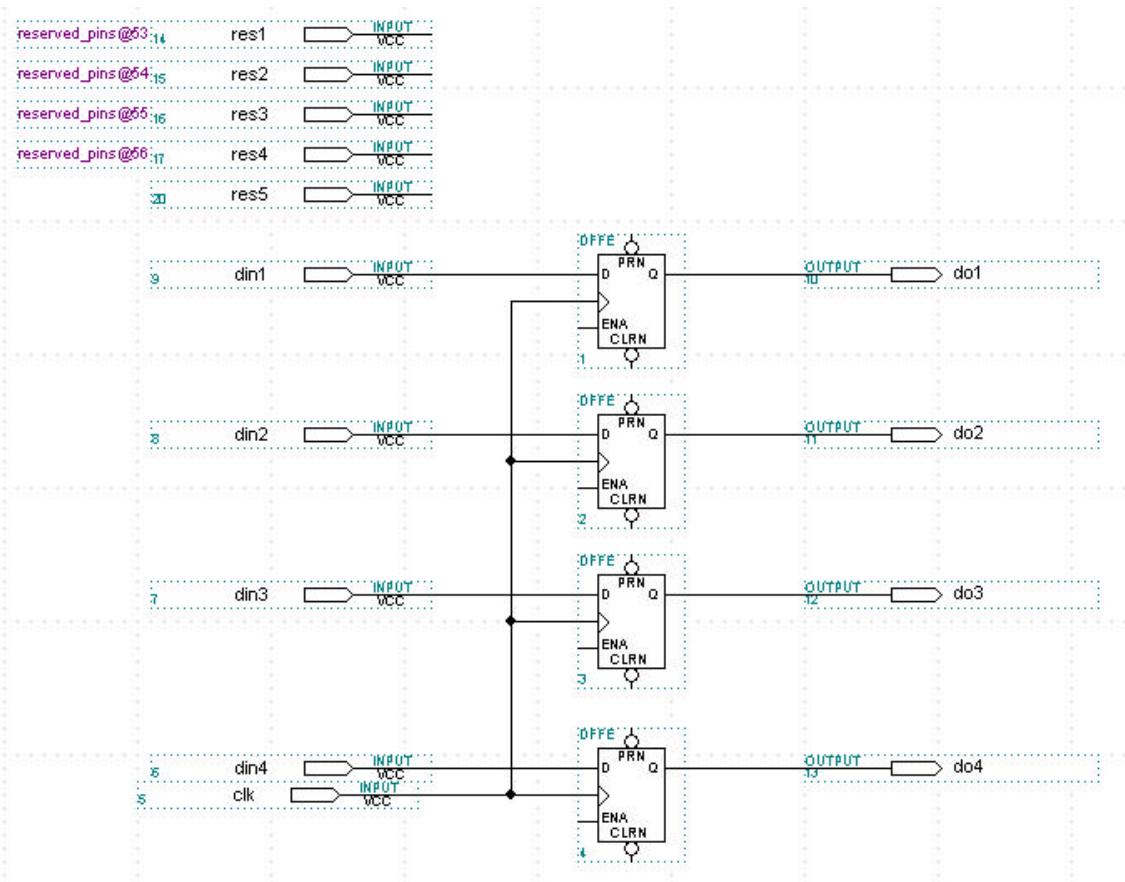 reserved_pins@53 14 res1 INPUT VCC
reserved_pins@54 15 res2 INPUT VCC
reserved_pins@55 16 res3 INPUT VCC
reserved_pins@56 17 res4 INPUT VCC
20 res5 INPUT VCC
DFFE
PRN
9 din1 INPUT VCC D Q OUTPUT 10 do1
ENA
CLRN
1
DFFE
PRN
8 din2 INPUT VCC D Q OUTPUT 11 do2
ENA
CLRN
2
DFFE
PRN
7 din3 INPUT VCC D Q OUTPUT 12 do3
ENA
CLRN
3
DFFE
PRN
6 din4 INPUT VCC D Q OUTPUT 13 do4
5 clk INPUT VCC
ENA
CLRN
4